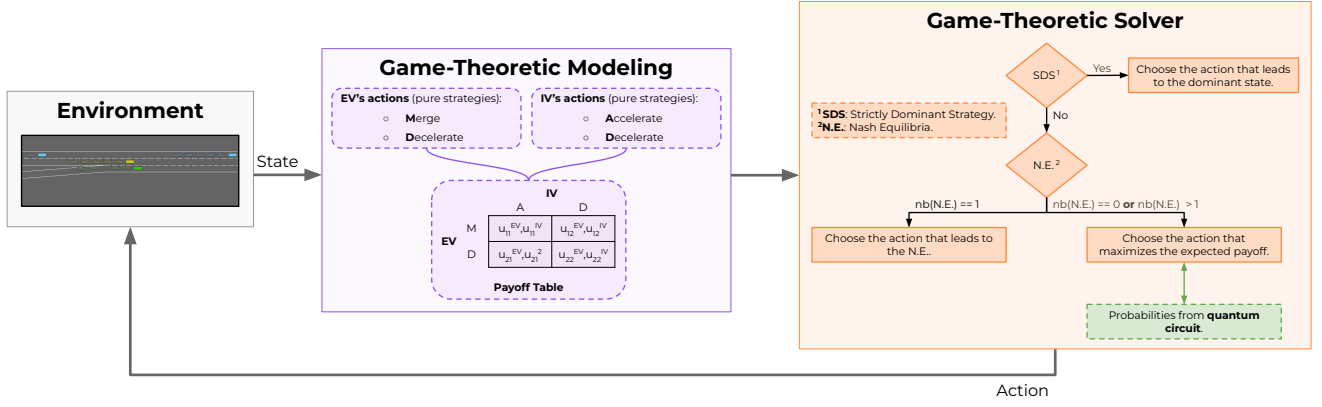 Environment
State
Game-Theoretic Modeling
EV's actions (pure strategies):
Merge
Decelerate
IV's actions (pure strategies):
Accelerate
Decelerate
IV
A D
EV
M u₁₁ᴱⱽ,u₁₁ᴵⱽ u₁₂ᴱⱽ,u₁₂ᴵⱽ
D u₂₁ᴱⱽ,u₂₁² u₂₂ᴱⱽ,u₂₂ᴵⱽ
Payoff Table
Game-Theoretic Solver
SDS¹
Yes
Choose the action that leads
to the dominant state.
No
¹SDS: Strictly Dominant Strategy.
²N.E.: Nash Equilibria.
N.E.²
nb(N.E.) == 1
nb(N.E.) == 0 or nb(N.E.) > 1
Choose the action that leads to
the N.E..
Choose the action that
maximizes the expected payoff.
Probabilities from quantum
circuit.
Action